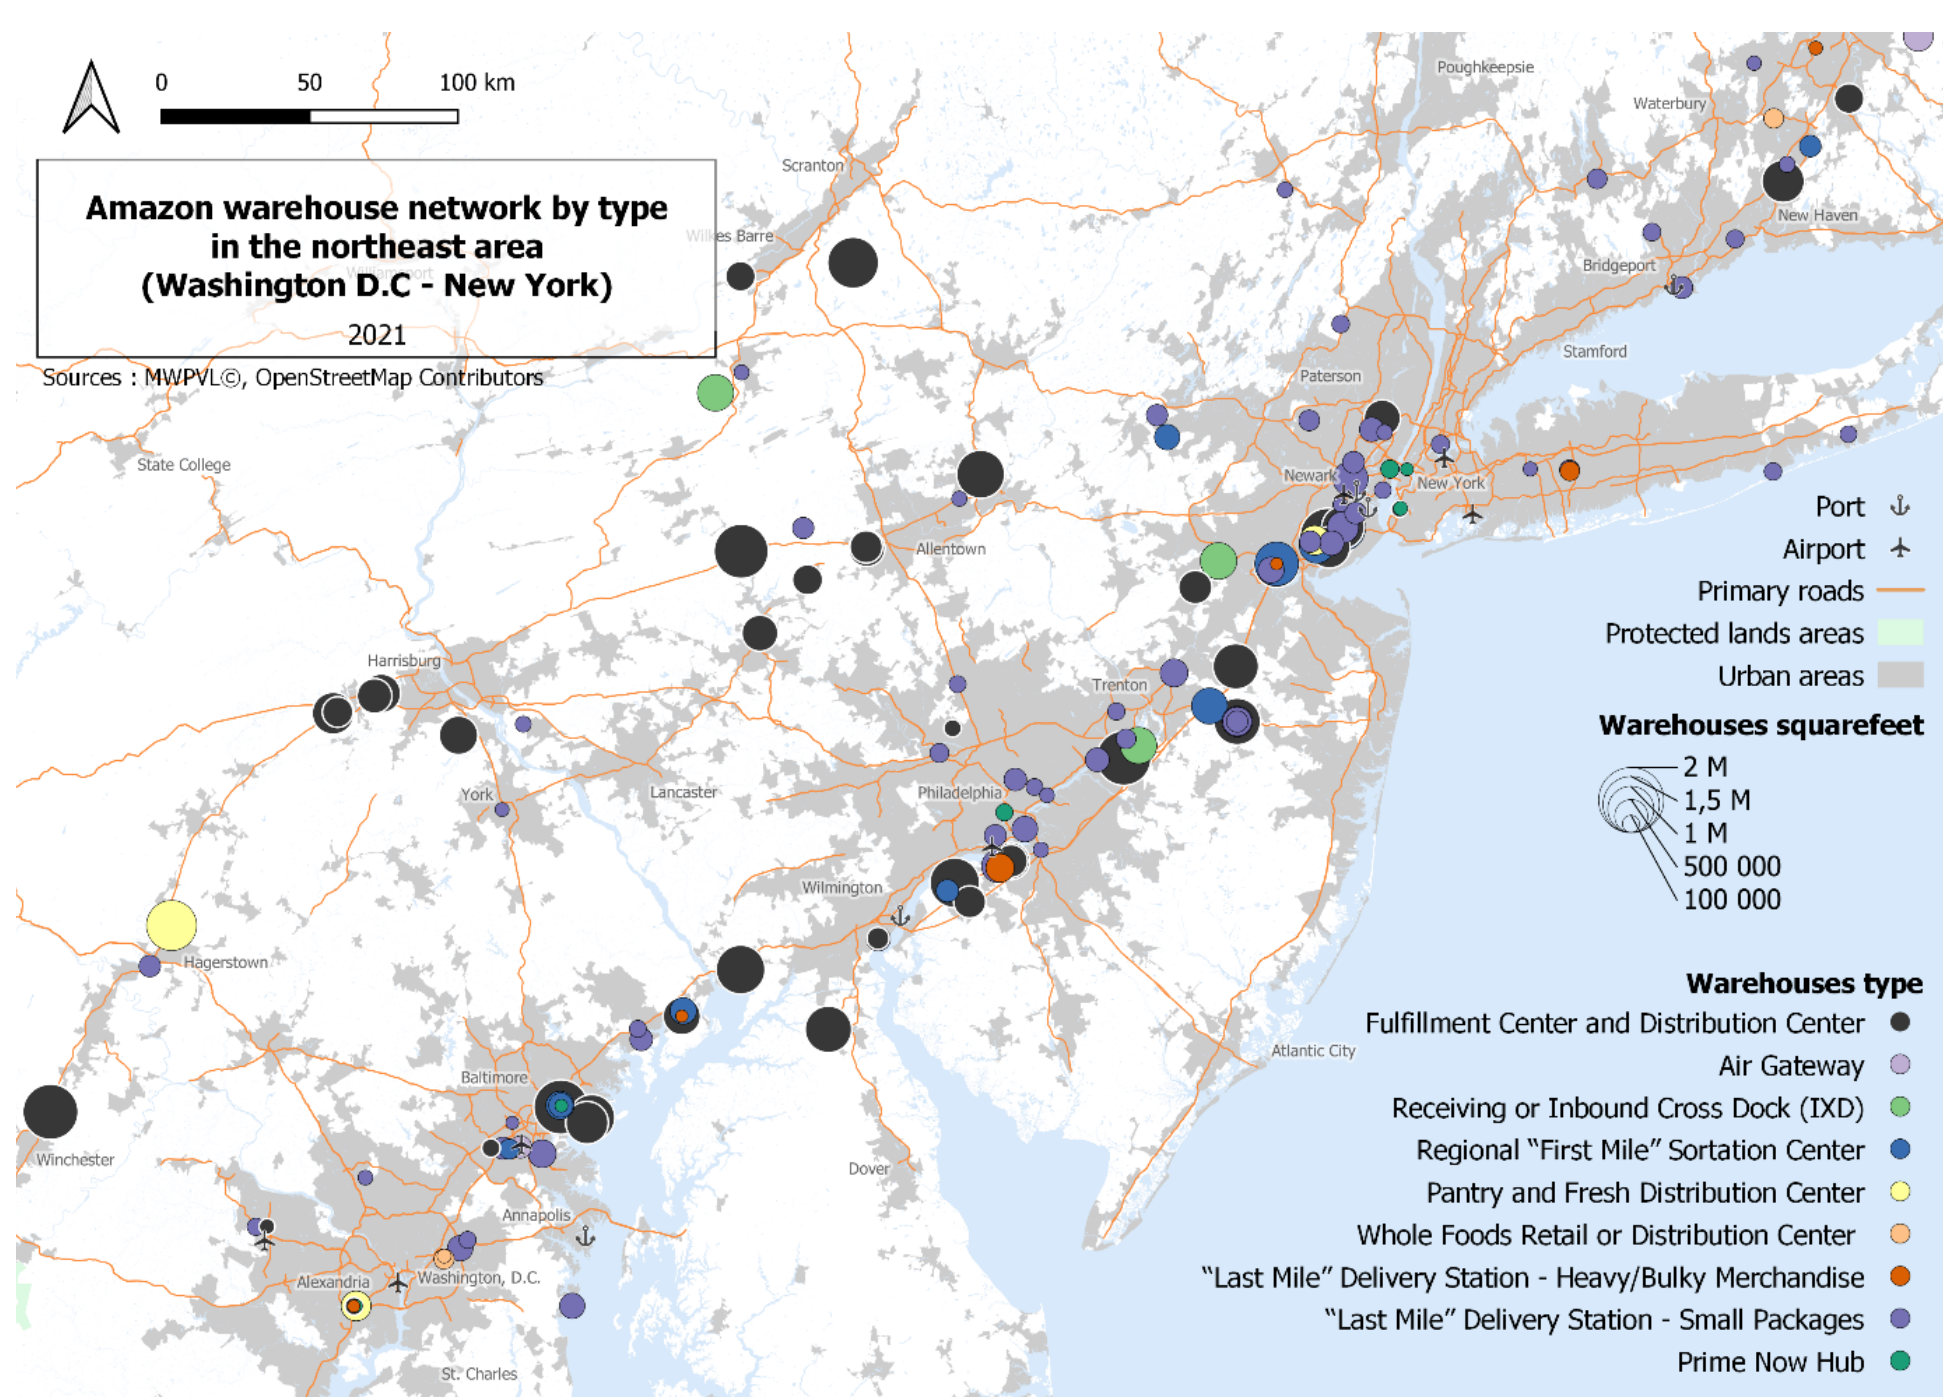 0 50 100 km
Amazon warehouse network by type
in the northeast area
(Washington D.C - New York)
2021
Sources : MWPVL©, OpenStreetMap Contributors
Poughkeepsie
Waterbury
Scranton
New Haven
Wilkes Barre
Bridgeport
Williamsport
Stamford
Paterson
State College
Newark
New York
Allentown
Harrisburg
Trenton
York
Lancaster
Philadelphia
Wilmington
Hagerstown
Atlantic City
Baltimore
Winchester
Dover
Annapolis
Alexandria
Washington, D.C.
St. Charles
Port
Airport
Primary roads
Protected lands areas
Urban areas
Warehouses squarefeet
2 M
1,5 M
1 M
500 000
100 000
Warehouses type
Fulfillment Center and Distribution Center
Air Gateway
Receiving or Inbound Cross Dock (IXD)
Regional “First Mile” Sortation Center
Pantry and Fresh Distribution Center
Whole Foods Retail or Distribution Center
“Last Mile” Delivery Station - Heavy/Bulky Merchandise
“Last Mile” Delivery Station - Small Packages
Prime Now Hub